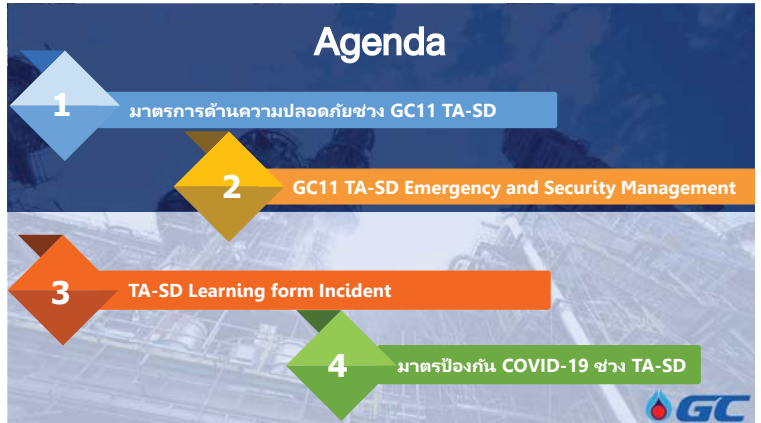 Agenda
1
มาตรการด้านความปลอดภัยช่วง GC11 TA-SD
2
GC11 TA-SD Emergency and Security Management
3
TA-SD Learning form Incident
4
มาตรป้องกัน COVID-19 ช่วง TA-SD
GC